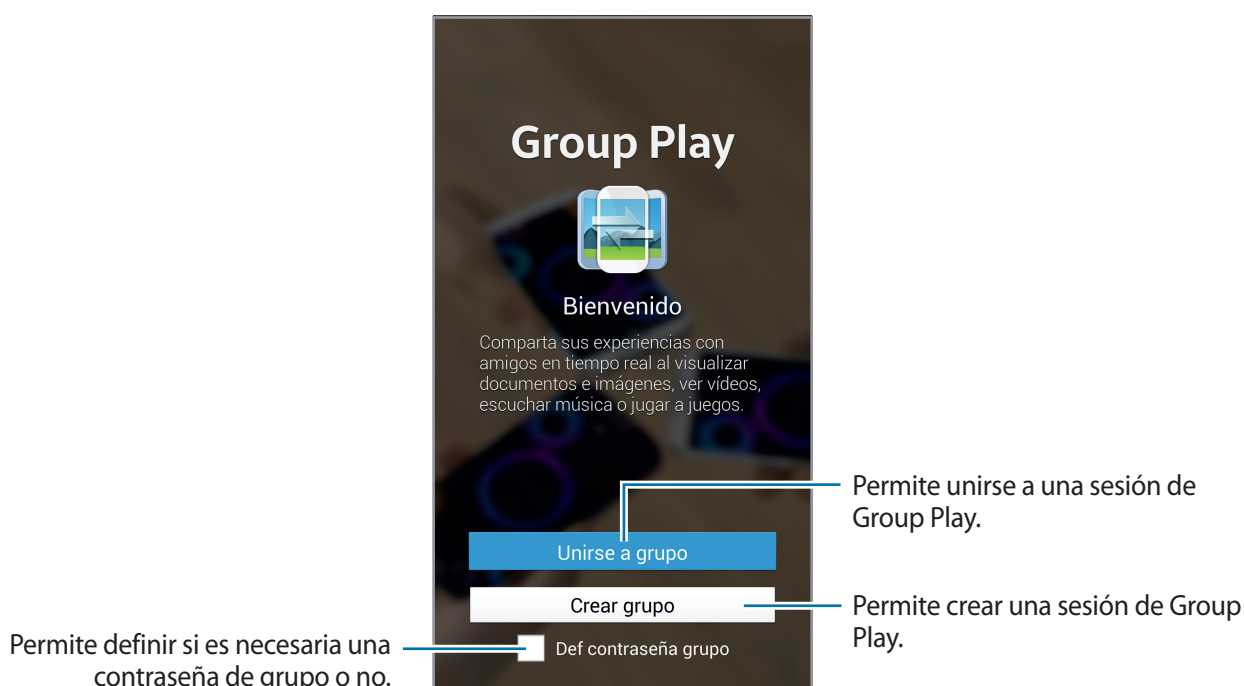 Group Play
Bienvenido
Comparta sus experiencias con
amigos en tiempo real al visualizar
documentos e imágenes, ver vídeos,
escuchar música o jugar a juegos.
Permite unirse a una sesión de
Group Play.
Unirse a grupo
Crear grupo
Permite crear una sesión de Group
Play.
Permite definir si es necesaria una
contraseña de grupo o no.
Def contraseña grupo